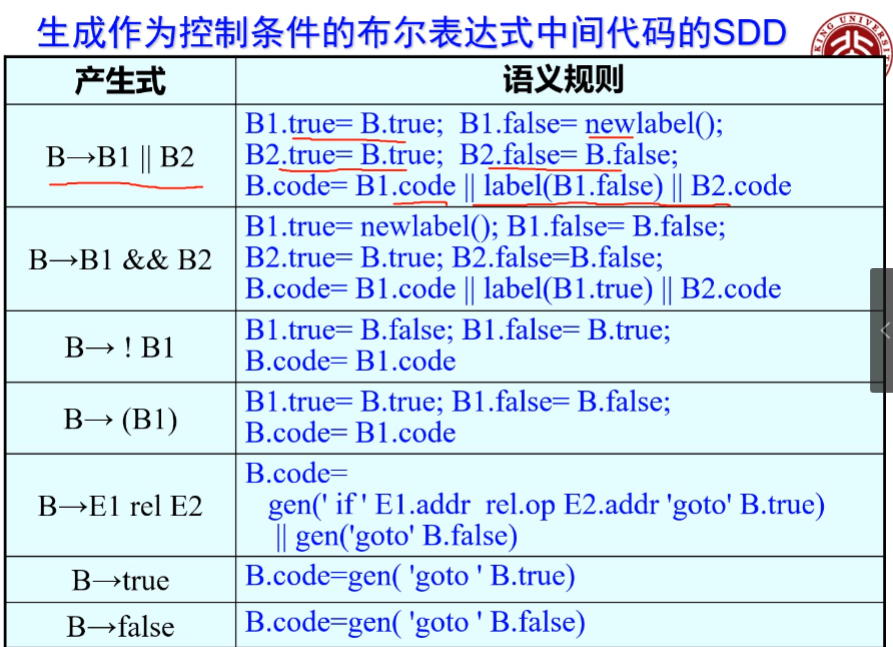 生成作为控制条件的布尔表达式中间代码的SDD
产生式
语义规则
B→B1 || B2
B1.true= B.true; B1.false= newlabel();
B2.true= B.true; B2.false= B.false;
B.code= B1.code || label(B1.false) || B2.code
B→B1 && B2
B1.true= newlabel(); B1.false= B.false;
B2.true= B.true; B2.false=B.false;
B.code= B1.code || label(B1.true) || B2.code
B→ ! B1
B1.true= B.false; B1.false= B.true;
B.code= B1.code
B→ (B1)
B1.true= B.true; B1.false= B.false;
B.code= B1.code
B→E1 rel E2
B.code=
gen(' if ' E1.addr rel.op E2.addr 'goto' B.true)
|| gen('goto' B.false)
B→true
B.code=gen( 'goto ' B.true)
B→false
B.code=gen( 'goto ' B.false)